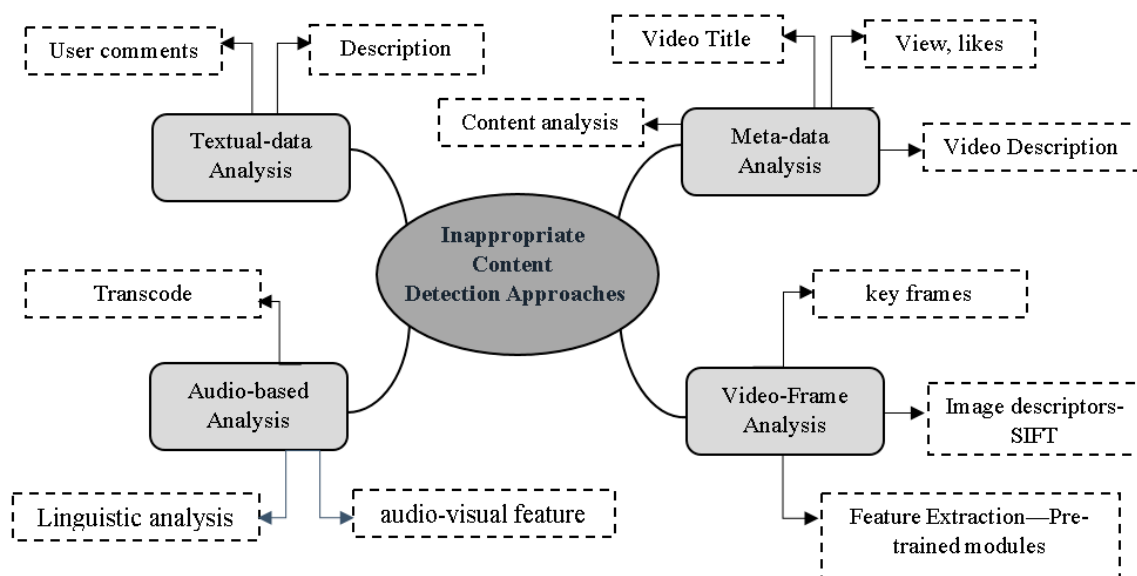 User comments
Description
Video Title
View, likes
Content analysis
Textual-data
Analysis
Meta-data
Analysis
Video Description
Inappropriate
Content
Detection Approaches
Transcode
key frames
Audio-based
Analysis
Video-Frame
Analysis
Image descriptors-
SIFT
Linguistic analysis
audio-visual feature
Feature Extraction—Pre-
trained modules